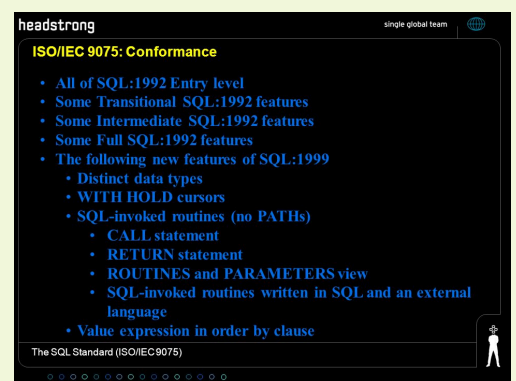 headstrong
single global team
ISO/IEC 9075: Conformance
• All of SQL:1992 Entry level
• Some Transitional SQL:1992 features
• Some Intermediate SQL:1992 features
• Some Full SQL:1992 features
• The following new features of SQL:1999
• Distinct data types
• WITH HOLD cursors
• SQL-invoked routines (no PATHs)
• CALL statement
• RETURN statement
• ROUTINES and PARAMETERS view
• SQL-invoked routines written in SQL and an external
language
• Value expression in order by clause
The SQL Standard (ISO/IEC 9075)